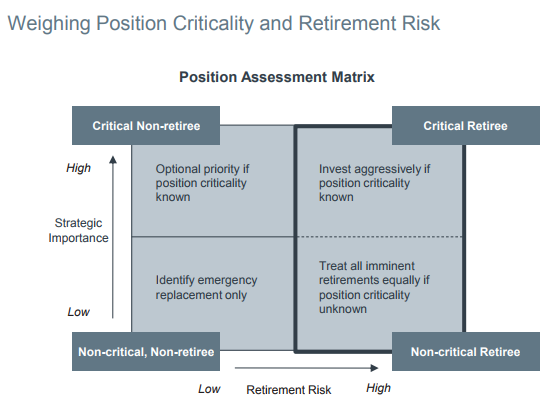 Weighing Position Criticality and Retirement Risk
Position Assessment Matrix
Critical Non-retiree
Critical Retiree
High
Optional priority if
position criticality
known
Invest aggressively if
position criticality
known
Strategic
Importance
Identify emergency
replacement only
Treat all imminent
retirements equally if
position criticality
unknown
Low
Non-critical, Non-retiree
Non-critical Retiree
Low
Retirement Risk
High